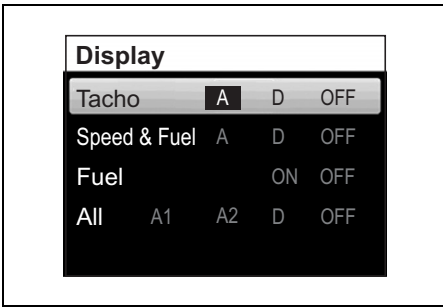 Display
Tacho A D OFF
Speed & Fuel A D OFF
Fuel ON OFF
All A1 A2 D OFF